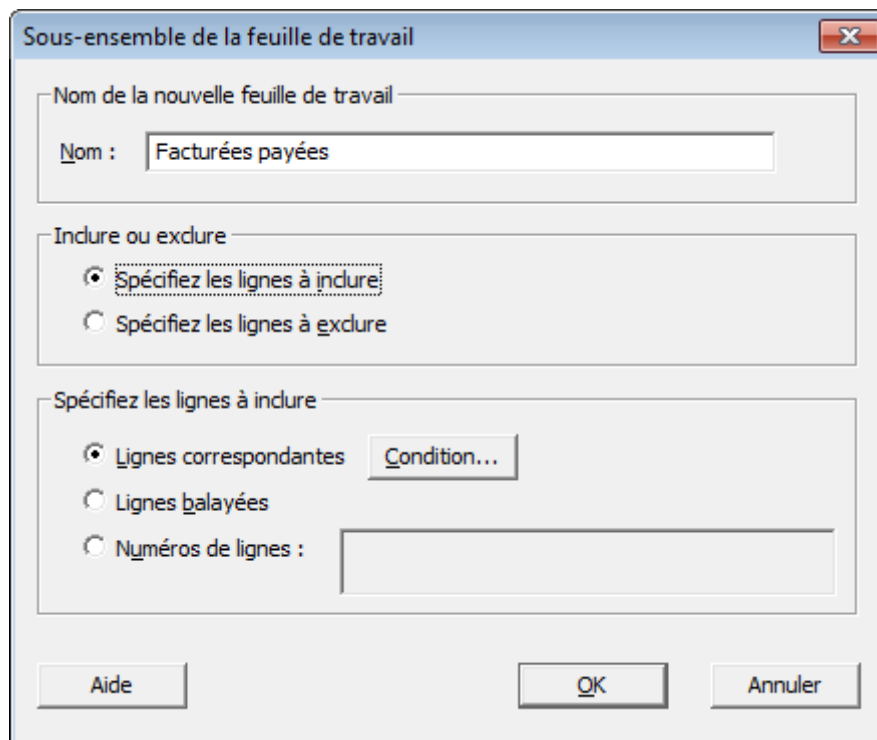 Sous-ensemble de la feuille de travail
Nom de la nouvelle feuille de travail
Nom : Facturées payées
Inclure ou exclure
Spécifiez les lignes à inclure
Spécifiez les lignes à exclure
Spécifiez les lignes à inclure
Lignes correspondantes Condition...
Lignes balayées
Numéros de lignes :
Aide OK Annuler